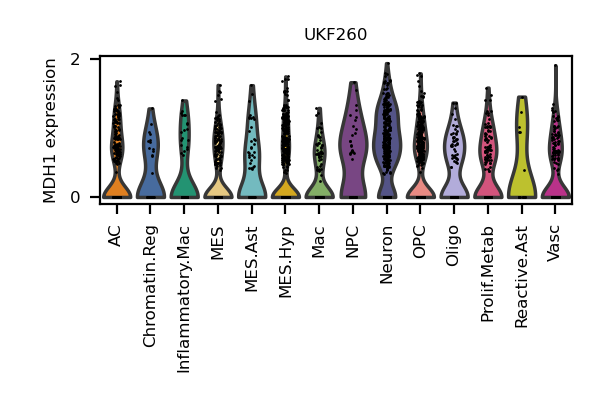 UKF260
MDH1 expression
2
0
AC
Chromatin.Reg
Inflammatory.Mac
MES
MES.Ast
MES.Hyp
Mac
NPC
Neuron
OPC
Oligo
Prolif.Metab
Reactive.Ast
Vasc